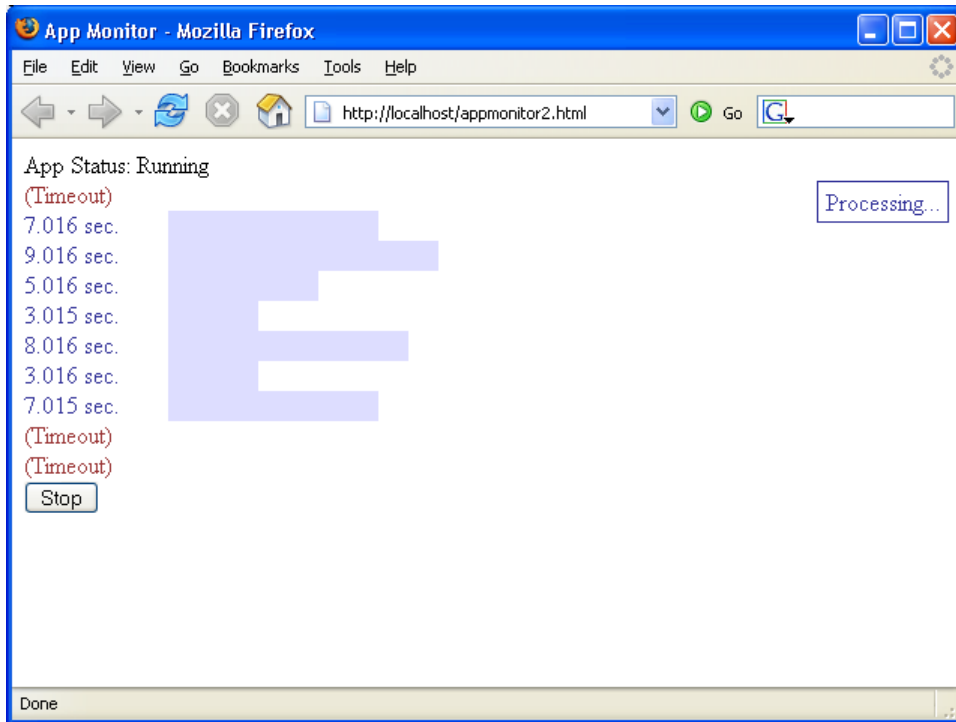 App Monitor - Mozilla Firefox
File Edit View Go Bookmarks Tools Help
http://localhost/appmonitor2.html Go G
App Status: Running
(Timeout)
Processing...
7.016 sec.
9.016 sec.
5.016 sec.
3.015 sec.
8.016 sec.
3.016 sec.
7.015 sec.
(Timeout)
(Timeout)
Stop
Done